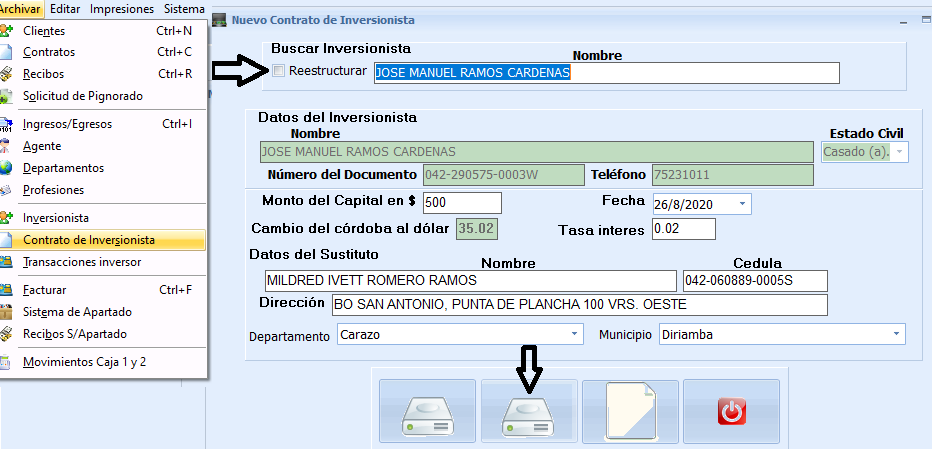 Archivar Editar Impresiones Sistema
Clientes Ctrl+N
Contratos Ctrl+C
Recibos Ctrl+R
Solicitud de Pignorado
Ingresos/Egresos Ctrl+I
Agente
Departamentos
Profesiones
Inversionista
Contrato de Inversionista
Transacciones inversor
Facturar Ctrl+F
Sistema de Apartado
Recibos S/Apartado
Movimientos Caja 1 y 2
Nuevo Contrato de Inversionista
Buscar Inversionista
Nombre
Reestructurar JOSE MANUEL RAMOS CARDENAS
Datos del Inversionista
Nombre Estado Civil
JOSE MANUEL RAMOS CARDENAS Casado (a).
Número del Documento 042-290575-0003W Teléfono 75231011
Monto del Capital en $ 500 Fecha 26/8/2020
Cambio del córdoba al dólar 35.02 Tasa interes 0.02
Datos del Sustituto
Nombre Cedula
MILDRED IVETT ROMERO RAMOS 042-060889-0005S
Dirección BO SAN ANTONIO, PUNTA DE PLANCHA 100 VRS. OESTE
Departamento Carazo Municipio Diriamba